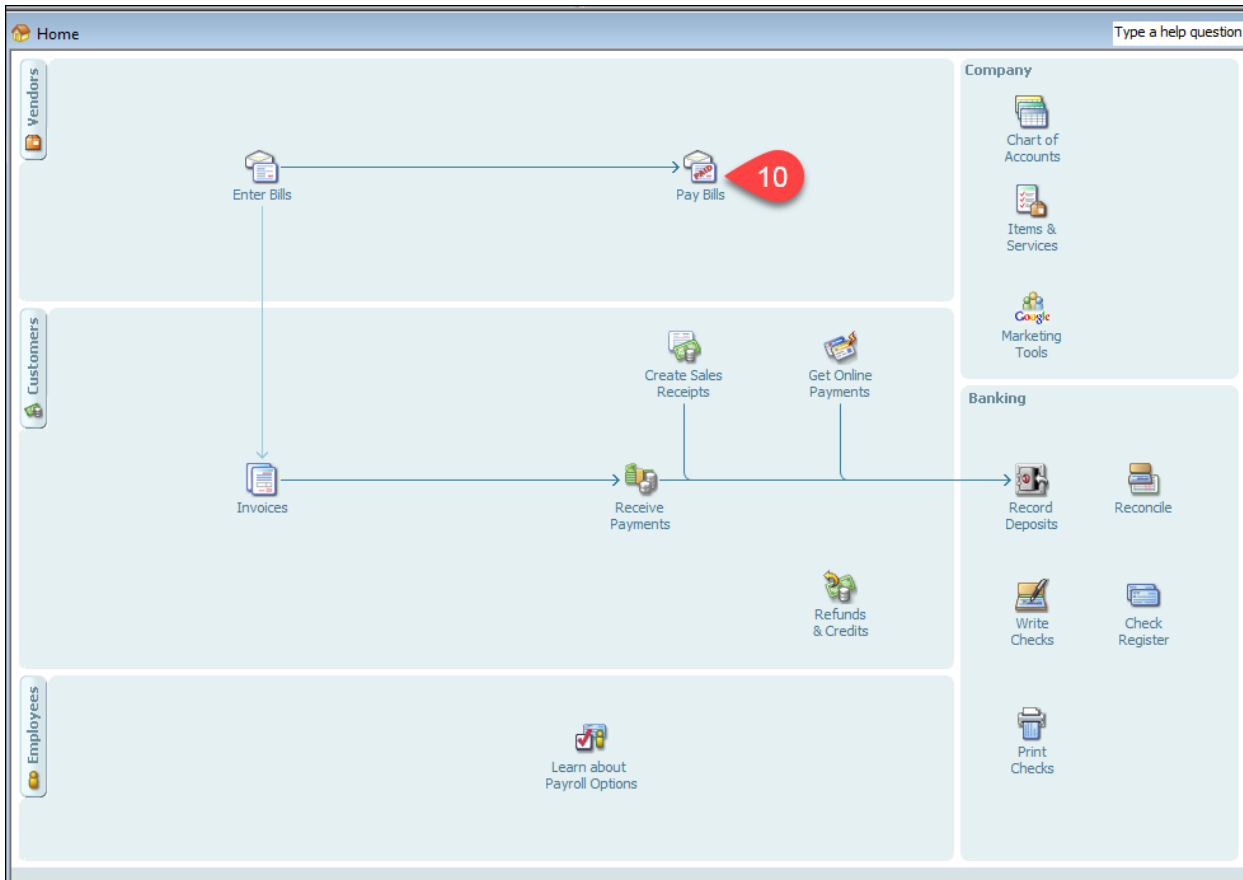 Home
Type a help question
Vendors
Enter Bills
PAID
Pay Bills
10
Customers
Create Sales
Receipts
Get Online
Payments
Invoices
Receive
Payments
Refunds
& Credits
Employees
Learn about
Payroll Options
Company
Chart of
Accounts
Items &
Services
Google
Marketing
Tools
Banking
Record
Deposits
Reconcile
Write
Checks
Check
Register
Print
Checks